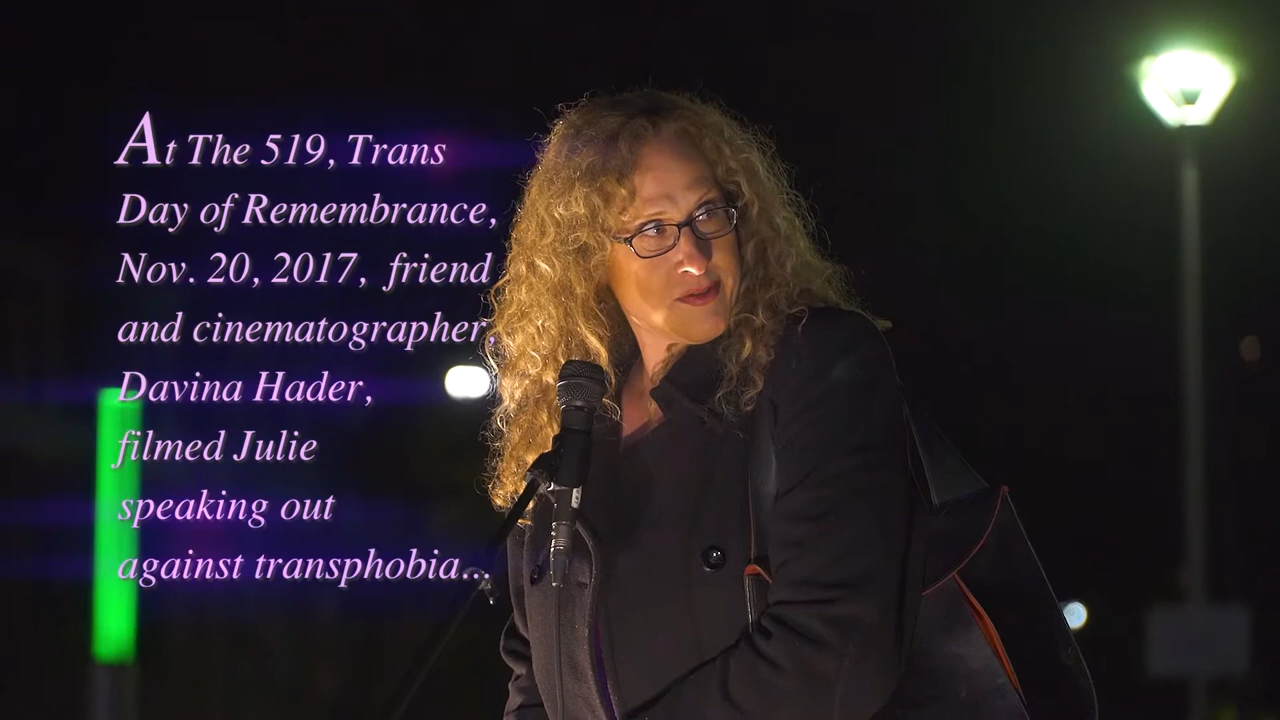 At The 519, Trans
Day of Remembrance,
Nov. 20, 2017, friend
and cinematographer,
Davina Hader,
filmed Julie
speaking out
against transphobia...